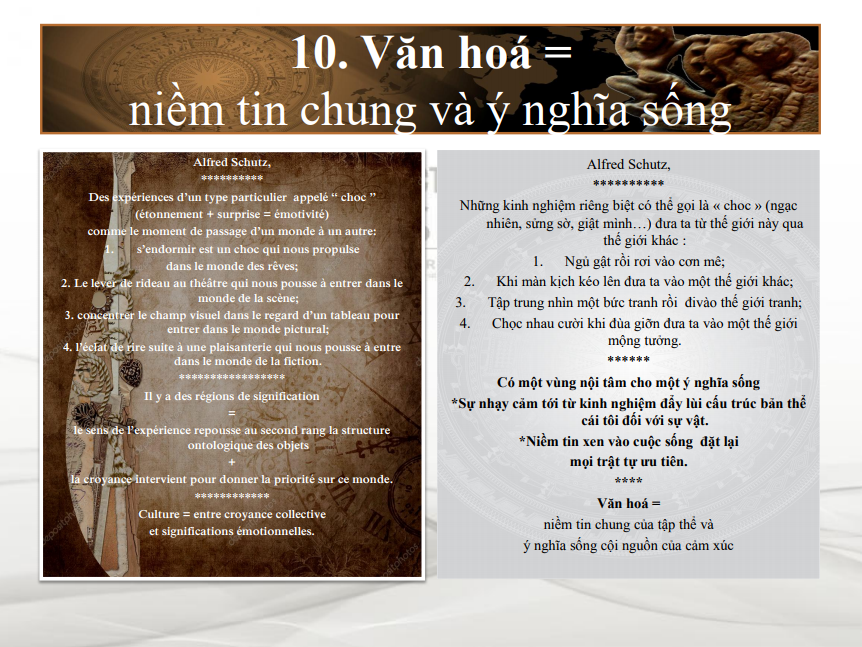 10. Văn hoá =
niềm tin chung và ý nghĩa sống
Alfred Schutz,
**********
Des expériences d’un type particulier appelé “ choc ”
(étonnement + surprise = émotivité)
comme le moment de passage d’un monde à un autre:
1. s’endormir est un choc qui nous propulse
dans le monde des rêves;
2. Le lever de rideau au théâtre qui nous pousse à entrer dans le
monde de la scène;
3. concentrer le champ visuel dans le regard d’un tableau pour
entrer dans le monde pictural;
4. l’éclat de rire suite à une plaisanterie qui nous pousse à entre
dans le monde de la fiction.
*****************
Il y a des régions de signification
=
le sens de l’expérience repousse au second rang la structure
ontologique des objets
+
la croyance intervient pour donner la priorité sur ce monde.
************
Culture = entre croyance collective
et significations émotionnelles.
Alfred Schutz,
**********
Những kinh nghiệm riêng biệt có thể gọi là « choc » (ngạc
nhiên, sửng sờ, giật mình…) đưa ta từ thế giới này qua
thế giới khác :
1. Ngủ gật rồi rơi vào cơn mê;
2. Khi màn kịch kéo lên đưa ta vào một thế giới khác;
3. Tập trung nhìn một bức tranh rồi đivào thế giới tranh;
4. Chọc nhau cười khi đùa giỡn đưa ta vào một thế giới
mộng tưởng.
******
Có một vùng nội tâm cho một ý nghĩa sống
*Sự nhạy cảm tới từ kinh nghiệm đẩy lùi cấu trúc bản thể
cái tôi đối với sự vật.
*Niềm tin xen vào cuộc sống đặt lại
mọi trật tự ưu tiên.
****
Văn hoá =
niềm tin chung của tập thể và
ý nghĩa sống cội nguồn của cảm xúc